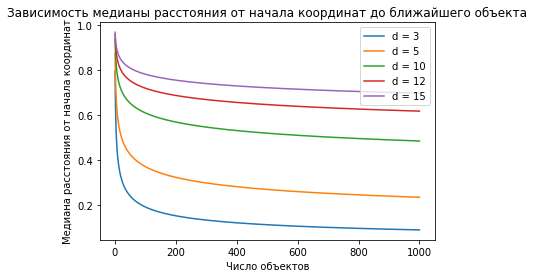 Зависимость медианы расстояния от начала координат до ближайшего объекта
Медиана расстояния от начала координат
1.0
0.8
0.6
0.4
0.2
d = 3
d = 5
d = 10
d = 12
d = 15
0
200
400
600
800
1000
Число объектов